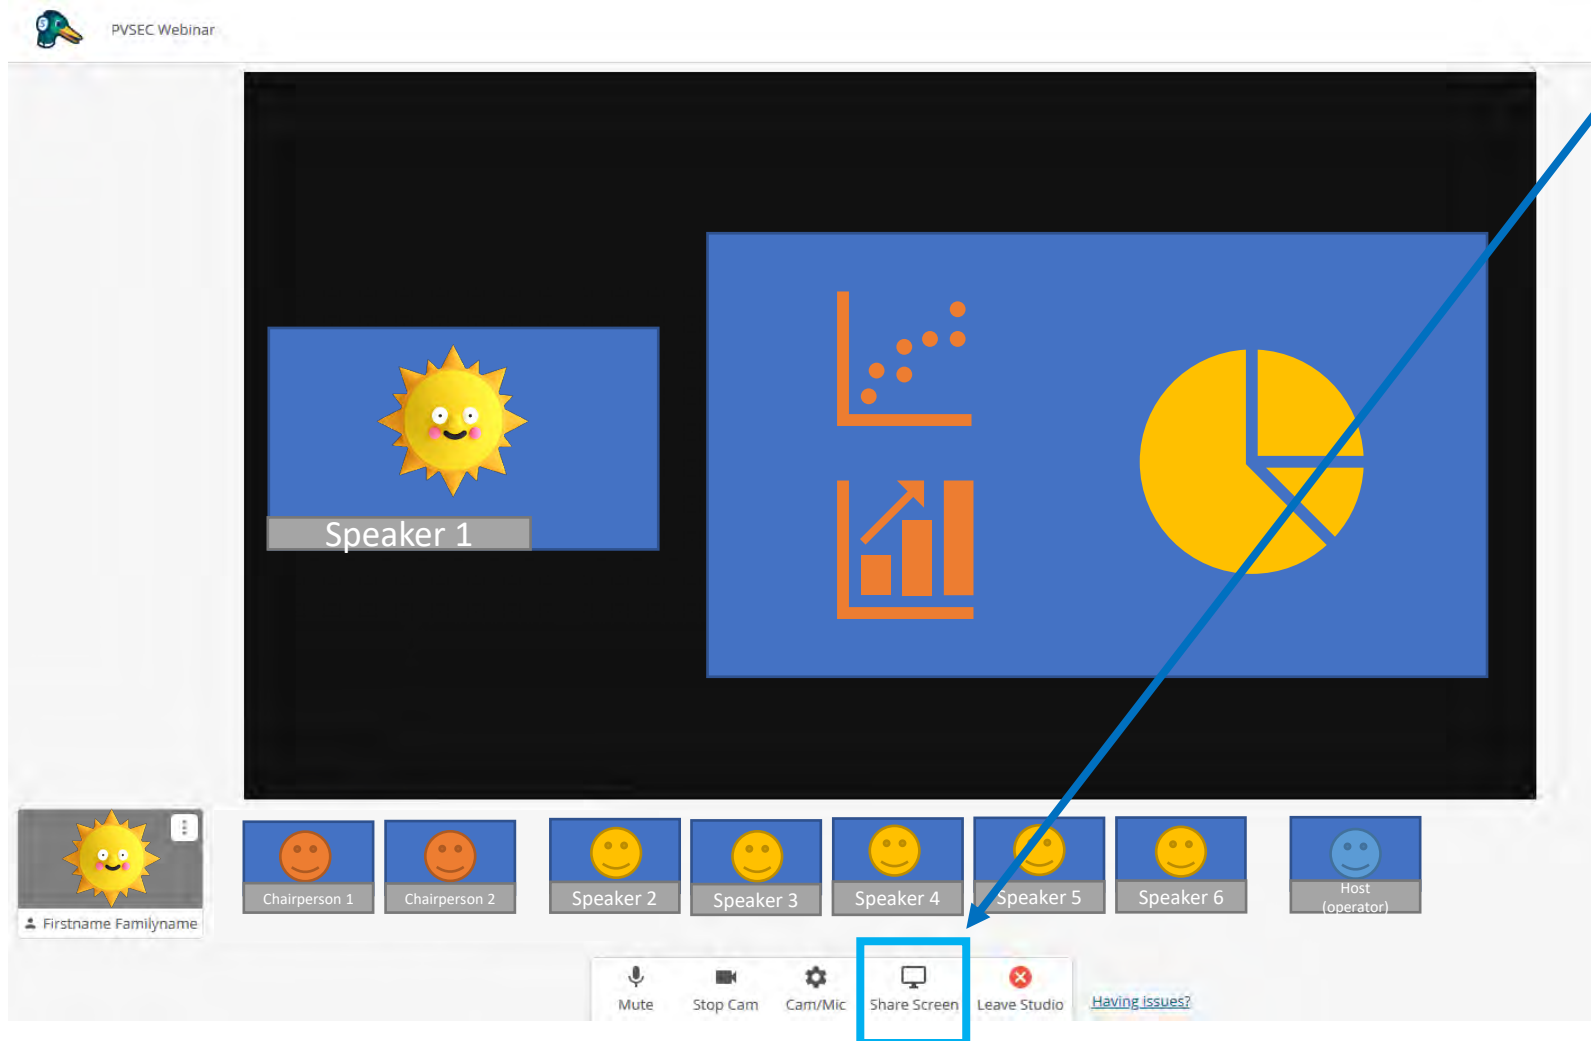 PVSEC Webinar
Speaker 1
Chairperson 1
Chairperson 2
Speaker 2
Speaker 3
Speaker 4
Speaker 5
Speaker 6
Host
(operator)
Firstname Familyname
Mute
Stop Cam
Cam/Mic
Share Screen
Leave Studio
Having issues?